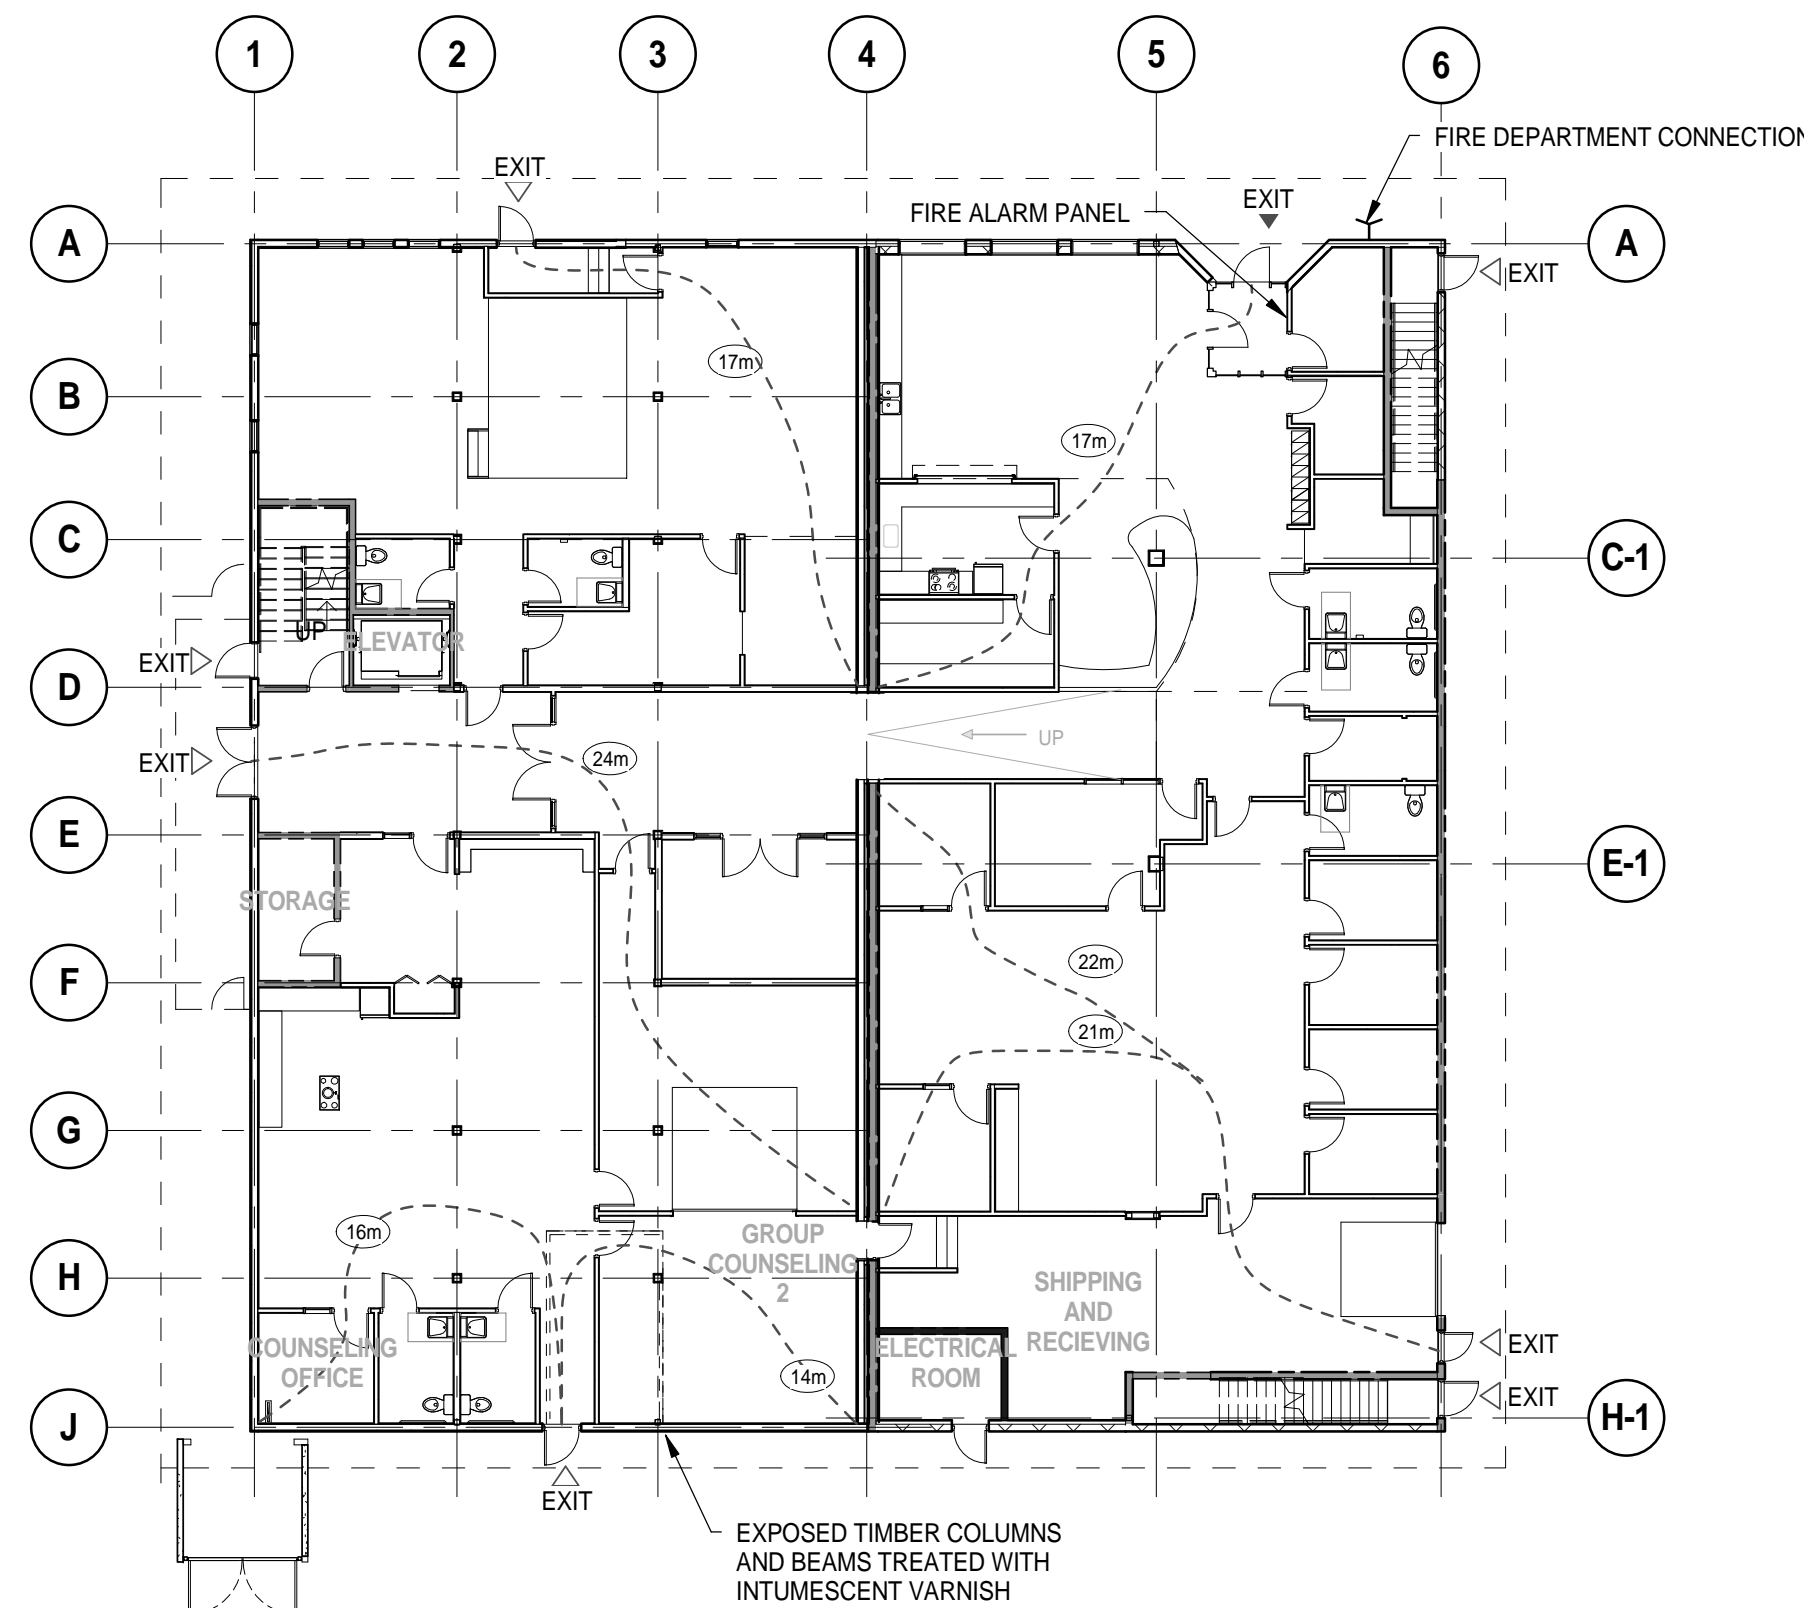 1
2
3
4
5
6
FIRE DEPARTMENT CONNECTION
EXIT
EXIT
FIRE ALARM PANEL
A
A
EXIT
17m
B
17m
C
C-1
UP
ELEVATOR
EXIT
D
UP
EXIT
24m
E
E-1
STORAGE
22m
F
21m
G
16m
GROUP
COUNSELING
2
H
SHIPPING
AND
RECIEVING
COUNSELING
OFFICE
ELECTRICAL
ROOM
EXIT
14m
EXIT
J
H-1
EXIT
EXPOSED TIMBER COLUMNS
AND BEAMS TREATED WITH
INTUMESCENT VARNISH